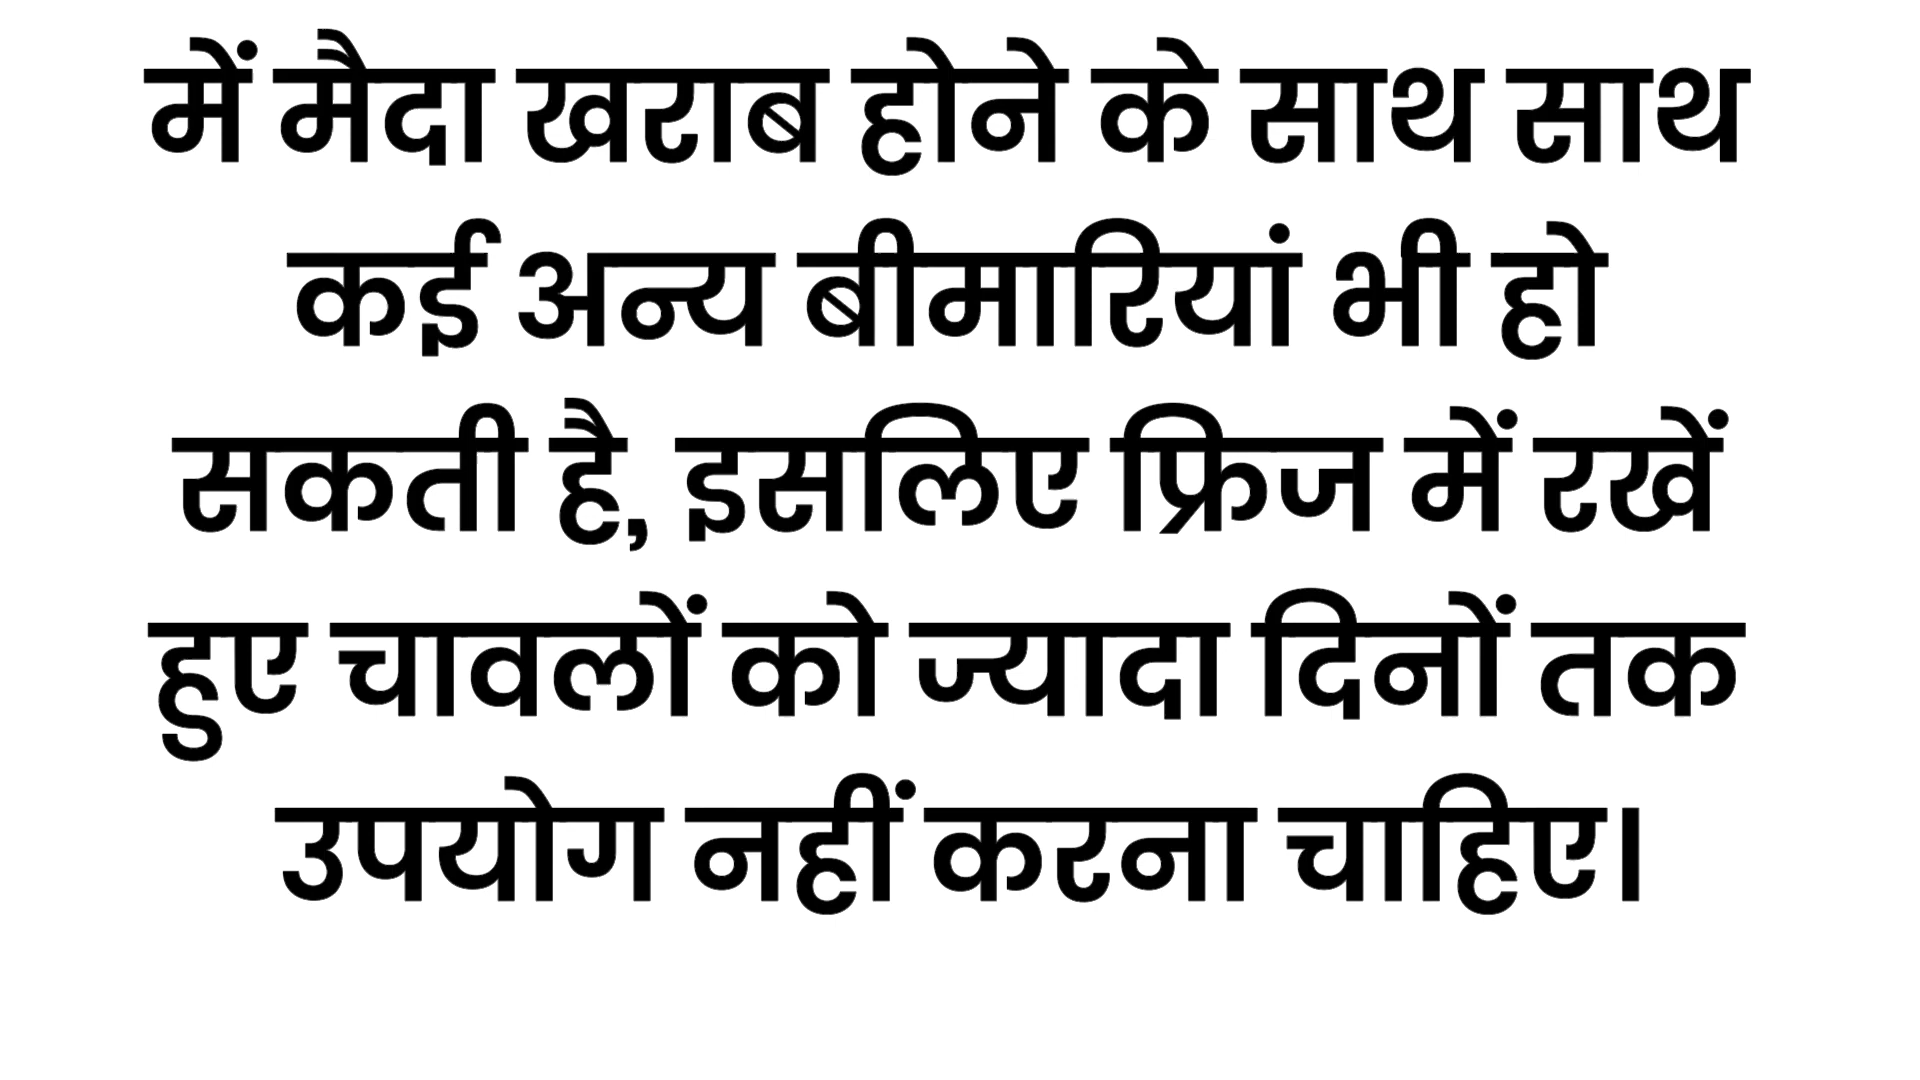 में मैदा खराब होने के साथ साथ
कई अन्य बीमारियां भी हो
सकती है, इसलिए फ्रिज में रखें
हुए चावलों को ज्यादा दिनों तक
उपयोग नहीं करना चाहिए।